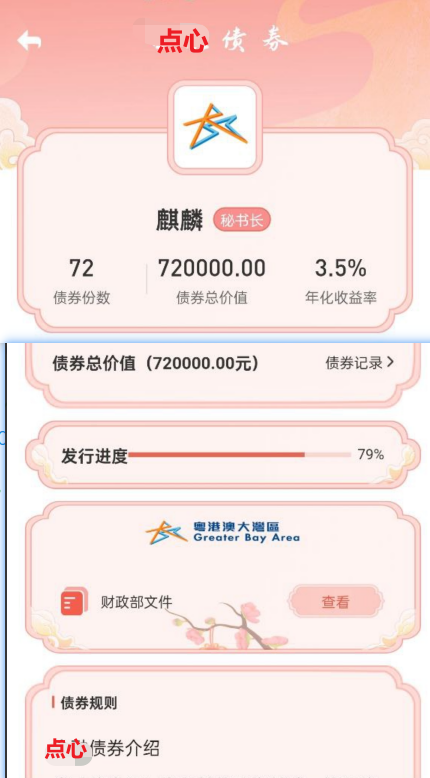 点心债券
麒麟 秘书长
72 720000.00 3.5%
债券份数 债券总价值 年化收益率
债券总价值（720000.00元） 债券记录
发行进度 79%
粤港澳大灣區
Greater Bay Area
财政部文件 查看
债券规则
点心债券介绍